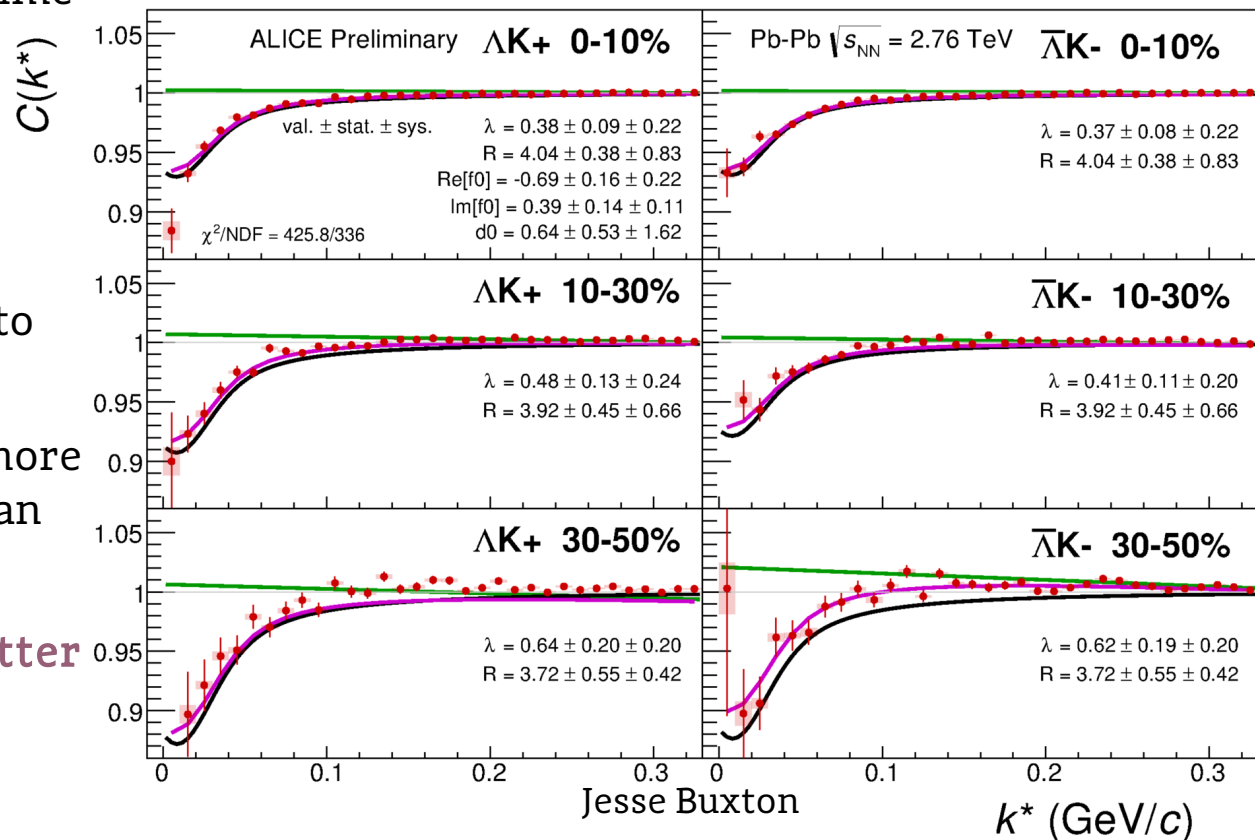 to
an
tter
C(k*)
1.05
1
0.95
0.9
ALICE Preliminary ΛK+ 0-10%
val. ± stat. ± sys.
λ = 0.38 ± 0.09 ± 0.22
R = 4.04 ± 0.38 ± 0.83
Re[f0] = -0.69 ± 0.16 ± 0.22
Im[f0] = 0.39 ± 0.14 ± 0.11
d0 = 0.64 ± 0.53 ± 1.62
χ²/NDF = 425.8/336
Pb-Pb √sNN = 2.76 TeV Λ̅K- 0-10%
λ = 0.37 ± 0.08 ± 0.22
R = 4.04 ± 0.38 ± 0.83
1.05
1
0.95
0.9
ΛK+ 10-30%
λ = 0.48 ± 0.13 ± 0.24
R = 3.92 ± 0.45 ± 0.66
Λ̅K- 10-30%
λ = 0.41 ± 0.11 ± 0.20
R = 3.92 ± 0.45 ± 0.66
1.05
1
0.95
0.9
ΛK+ 30-50%
λ = 0.64 ± 0.20 ± 0.20
R = 3.72 ± 0.55 ± 0.42
Λ̅K- 30-50%
λ = 0.62 ± 0.19 ± 0.20
R = 3.72 ± 0.55 ± 0.42
0 0.1 0.2 0.3 0 0.1 0.2 0.3
Jesse Buxton
k* (GeV/c)